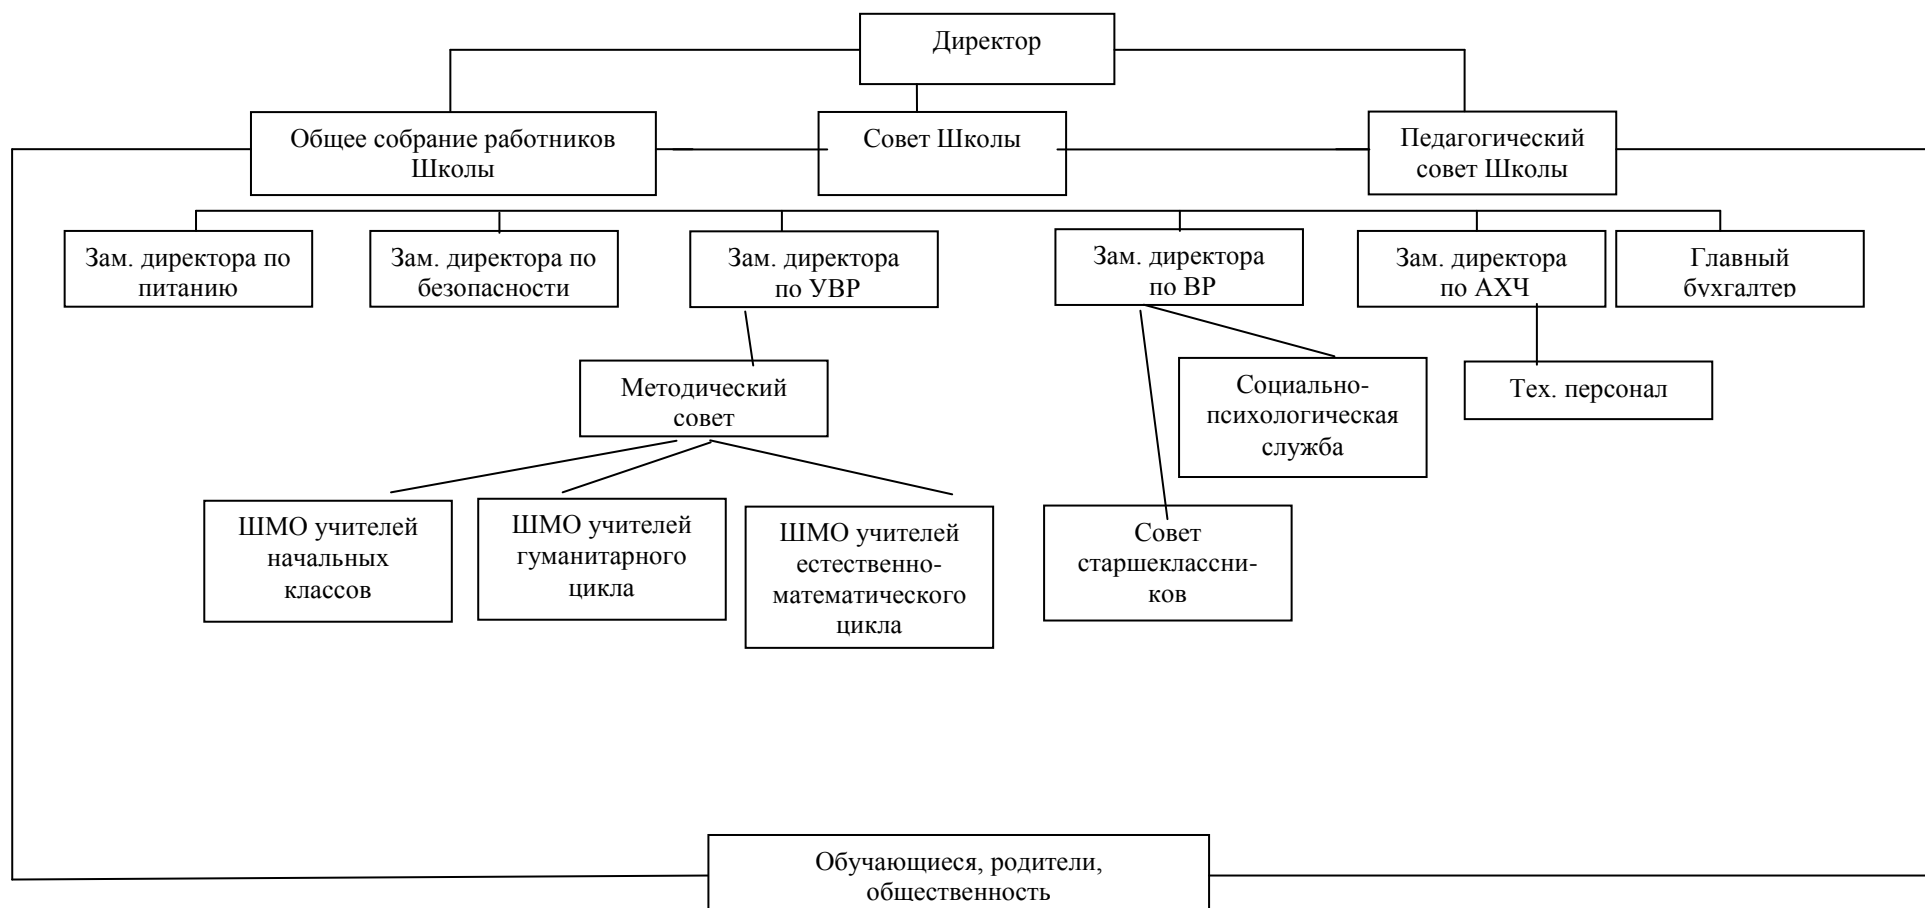 Директор
Общее собрание работников
Школы
Совет Школы
Педагогический
совет Школы
Зам. директора по
питанию
Зам. директора по
безопасности
Зам. директора
по УВР
Зам. директора
по ВР
Зам. директора
по АХЧ
Главный
бухгалтер
Методический
совет
Социально-
психологическая
служба
Тех. персонал
ШМО учителей
начальных
классов
ШМО учителей
гуманитарного
цикла
ШМО учителей
естественно-
математического
цикла
Совет
старшеклассни-
ков
Обучающиеся, родители,
общественность